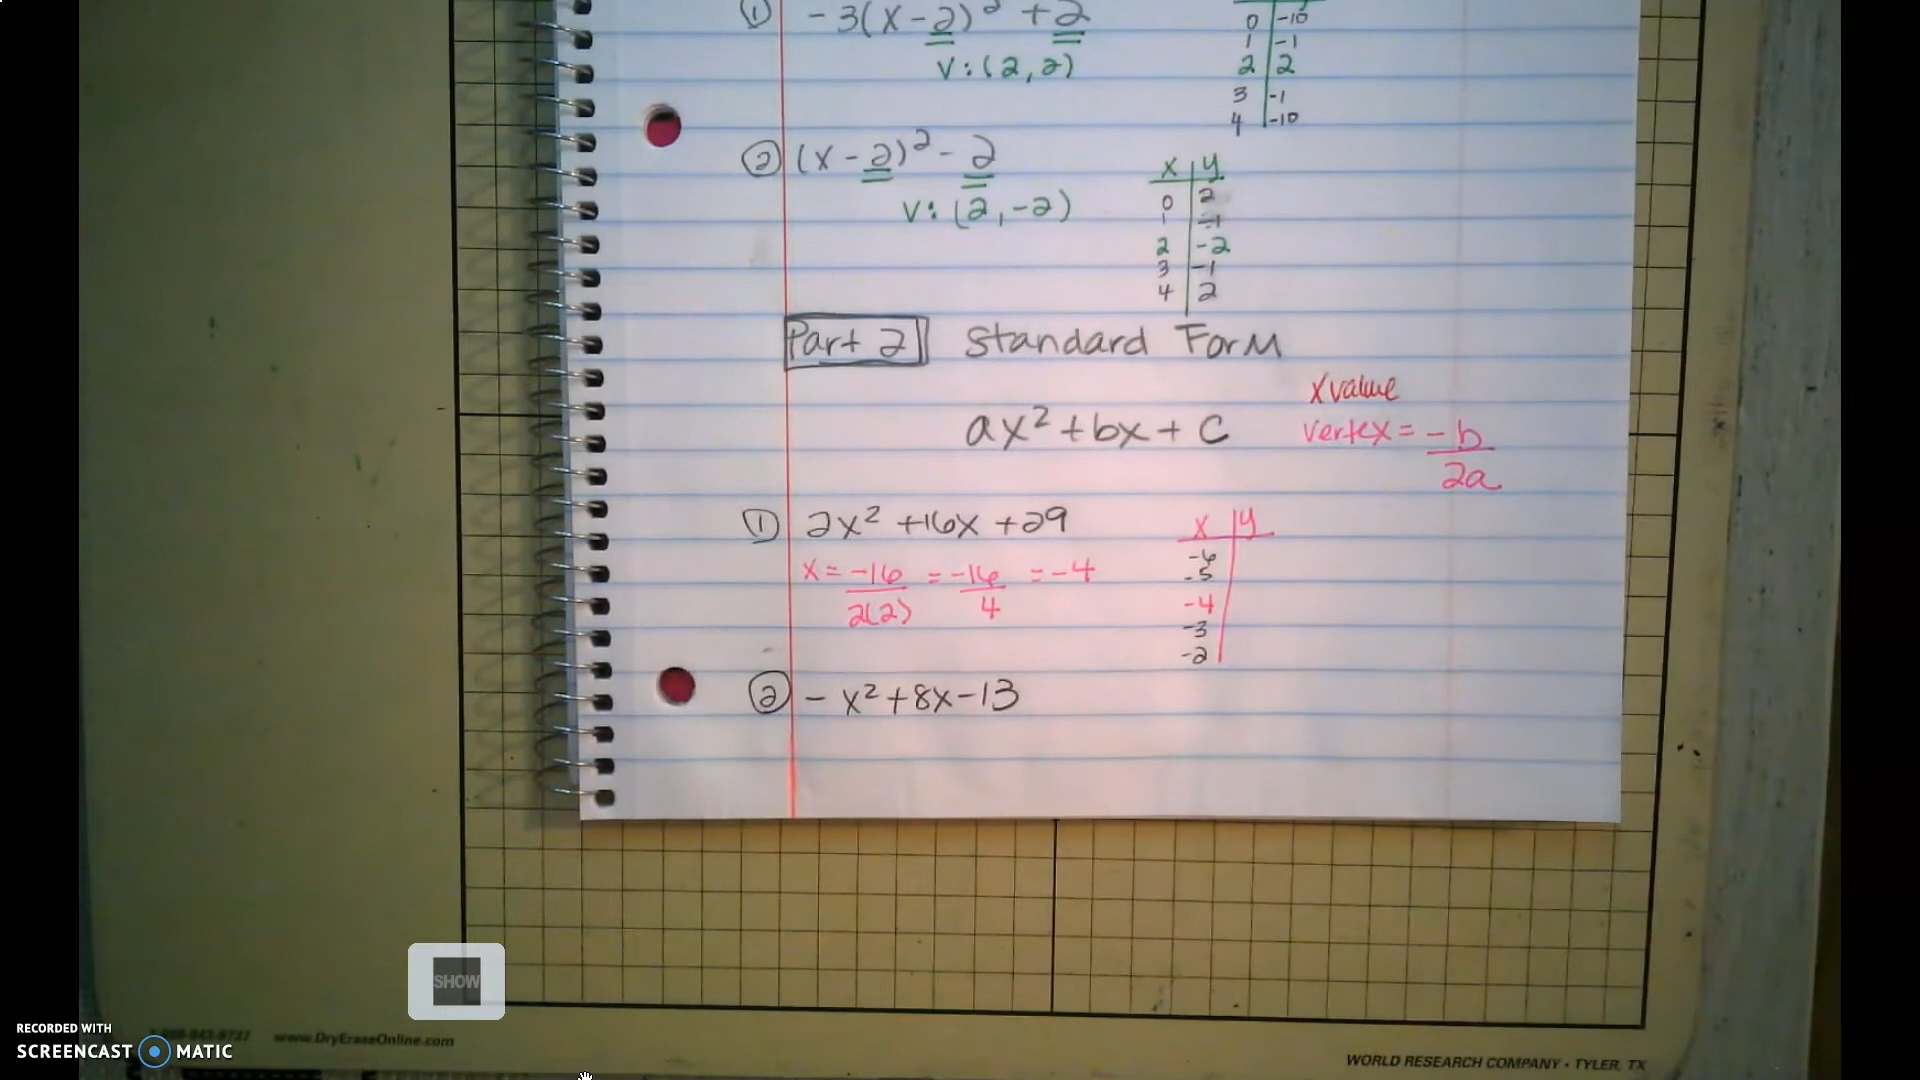 ① -3(x-2)² +2
V:(2,2)
0 -10
1 -1
2 2
3 -1
4 -10
② (x-2)² - 2
V: (2,-2)
x y
0 2
1 -1
2 -2
3 -1
4 2
Part 2 Standard Form
ax² + bx + c
x value
vertex = -b
2a
① 2x² +16x +29
x = -16 = -16 = -4
2(2) 4
x y
-6
-5
-4
-3
-2
② - x² +8x -13
SHOW
RECORDED WITH
SCREENCAST MATIC
www.DryEraseOnline.com
WORLD RESEARCH COMPANY • TYLER, TX